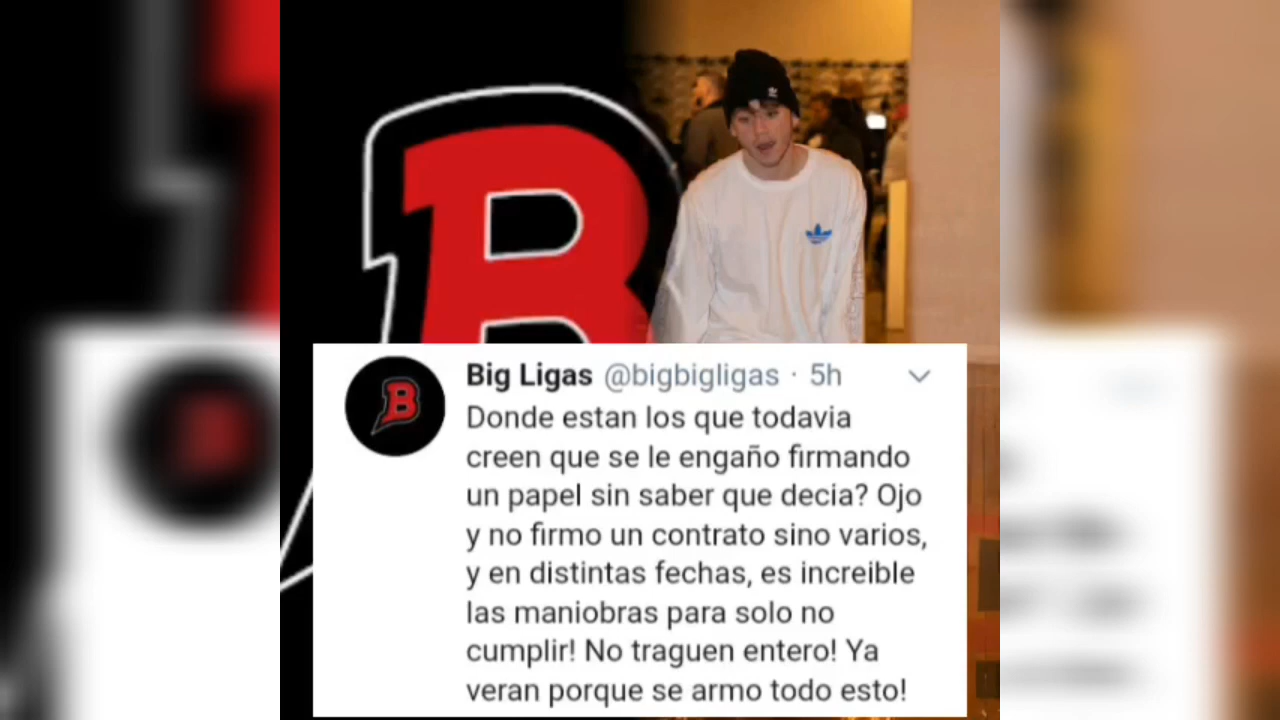 B
Big Ligas @bigbigligas · 5h
Donde estan los que todavia
creen que se le engaño firmando
un papel sin saber que decia? Ojo
y no firmo un contrato sino varios,
y en distintas fechas, es increible
las maniobras para solo no
cumplir! No traguen entero! Ya
veran porque se armo todo esto!